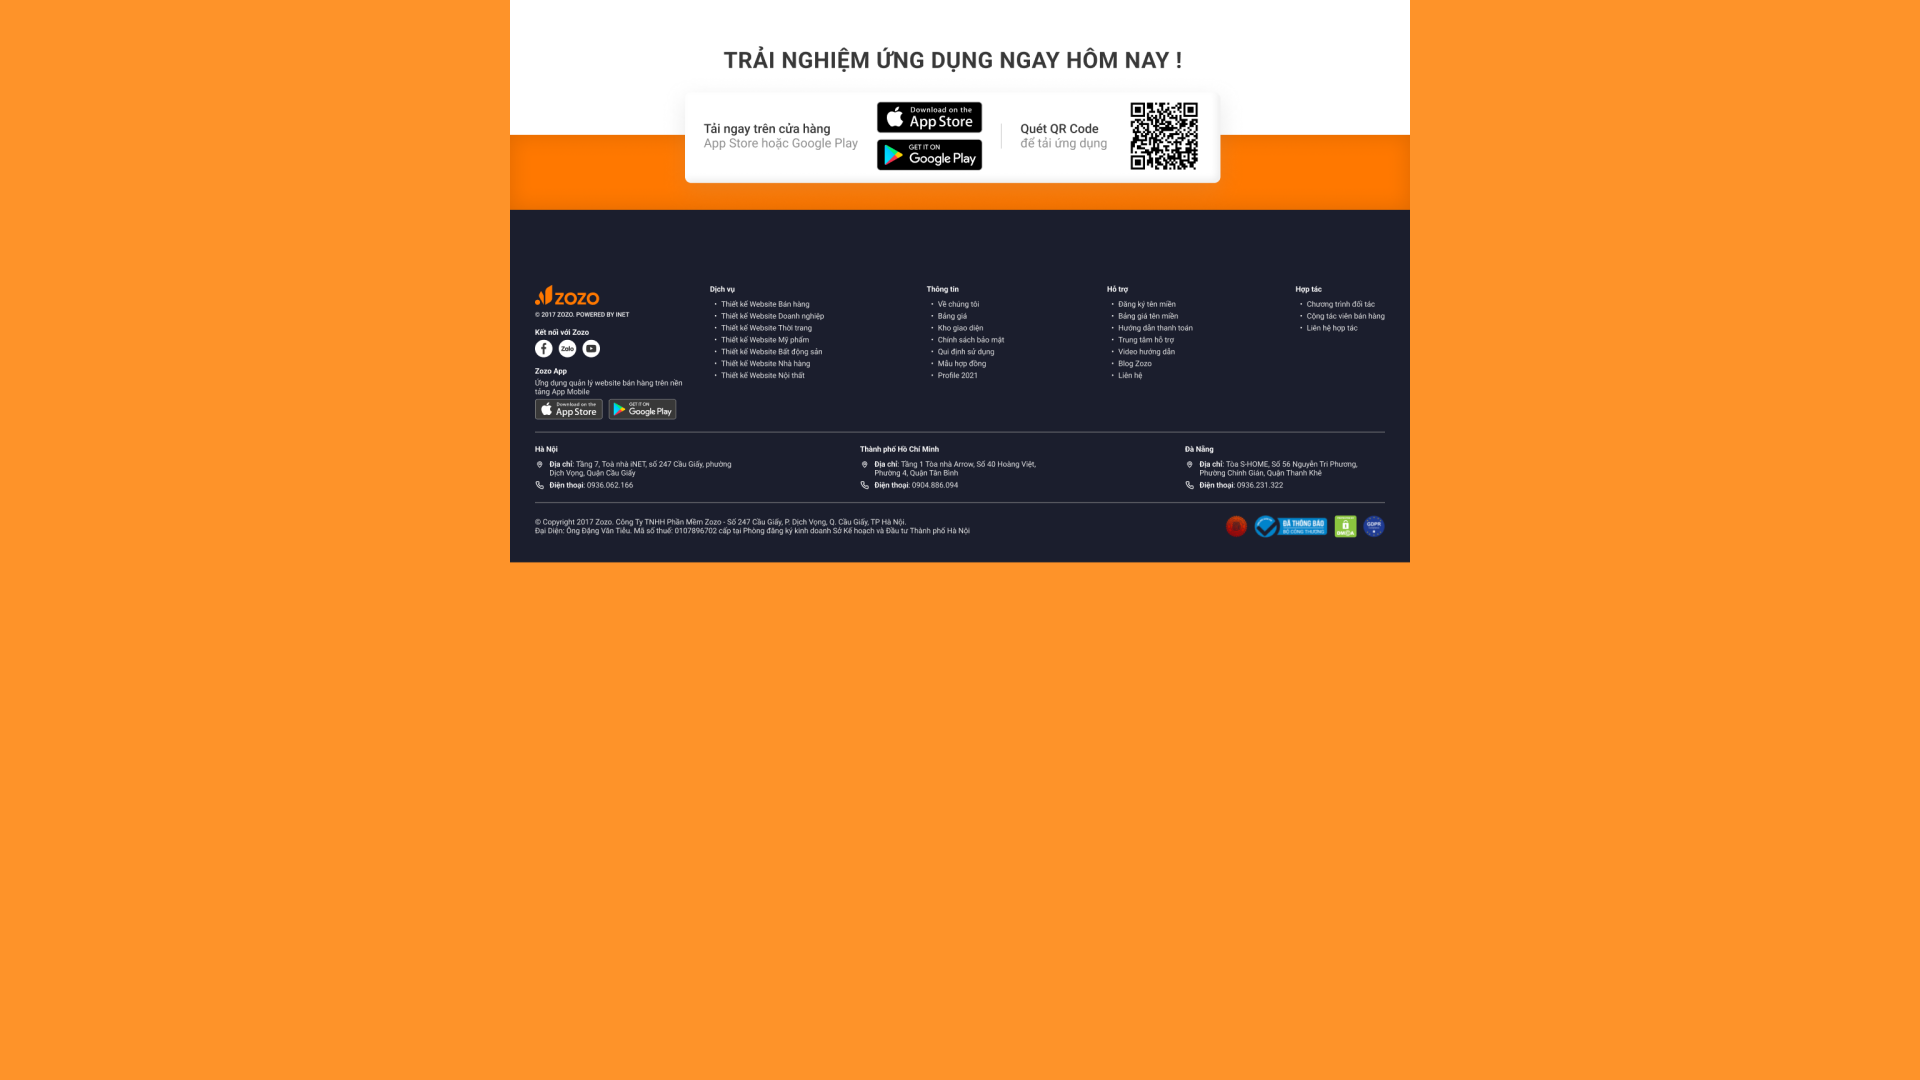 TRẢI NGHIỆM ỨNG DỤNG NGAY HÔM NAY !
Tải ngay trên cửa hàng
App Store hoặc Google Play
Download on the
App Store
GET IT ON
Google Play
Quét QR Code
để tải ứng dụng
ZOZO
© 2017 ZOZO. POWERED BY INET
Kết nối với Zozo
Zalo
Zozo App
Ứng dụng quản lý website bán hàng trên nền
tảng App Mobile
Download on the
App Store
GET IT ON
Google Play
Dịch vụ
• Thiết kế Website Bán hàng
• Thiết kế Website Doanh nghiệp
• Thiết kế Website Thời trang
• Thiết kế Website Mỹ phẩm
• Thiết kế Website Bất động sản
• Thiết kế Website Nhà hàng
• Thiết kế Website Nội thất
Thông tin
• Về chúng tôi
• Bảng giá
• Kho giao diện
• Chính sách bảo mật
• Qui định sử dụng
• Mẫu hợp đồng
• Profile 2021
Hỗ trợ
• Đăng ký tên miền
• Bảng giá tên miền
• Hướng dẫn thanh toán
• Trung tâm hỗ trợ
• Video hướng dẫn
• Blog Zozo
• Liên hệ
Hợp tác
• Chương trình đối tác
• Cộng tác viên bán hàng
• Liên hệ hợp tác
Hà Nội
Địa chỉ: Tầng 7, Toà nhà iNET, số 247 Cầu Giấy, phường
Dịch Vọng, Quận Cầu Giấy
Điện thoại: 0936.062.166
Thành phố Hồ Chí Minh
Địa chỉ: Tầng 1 Tòa nhà Arrow, Số 40 Hoàng Việt,
Phường 4, Quận Tân Bình
Điện thoại: 0904.886.094
Đà Nẵng
Địa chỉ: Tòa S-HOME, Số 56 Nguyễn Tri Phương,
Phường Chính Gián, Quận Thanh Khê
Điện thoại: 0936.231.322
© Copyright 2017 Zozo. Công Ty TNHH Phần Mềm Zozo - Số 247 Cầu Giấy, P. Dịch Vọng, Q. Cầu Giấy, TP Hà Nội.
Đại Diện: Ông Đặng Văn Tiễu. Mã số thuế: 0107896702 cấp tại Phòng đăng ký kinh doanh Sở Kế hoạch và Đầu tư Thành phố Hà Nội
ĐÃ THÔNG BÁO
BỘ CÔNG THƯƠNG
DMCA
GDPR